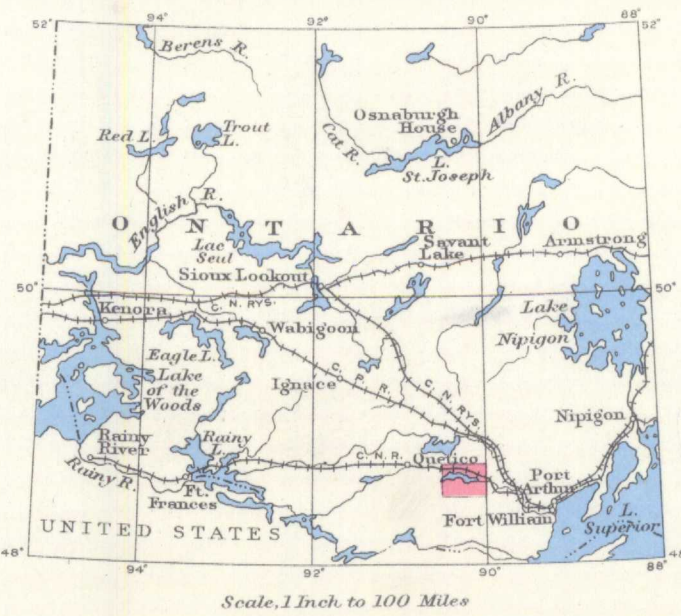 94°
92°
90°
88°
52°
52°
Berens R.
Osnaburgh
House
Albany R.
Red L.
Trout
L.
Cat R.
L.
St. Joseph
English R.
ONTARIO
Lac
Seul
Savant
Lake
Armstrong
Sioux Lookout
50°
50°
Kenora
C. N. RYS.
Wabigoon
Lake
Nipigon
Eagle L.
Lake
of the
Woods
Ignace
C. P. R.
C. N. RYS.
Nipigon
Rainy
River
Rainy
L.
C. N. R.
Quetico
Rainy R.
Ft.
Frances
Port
Arthur
Fort William
L.
Superior
UNITED STATES
48°
48°
94°
92°
90°
88°
Scale, 1 Inch to 100 Miles